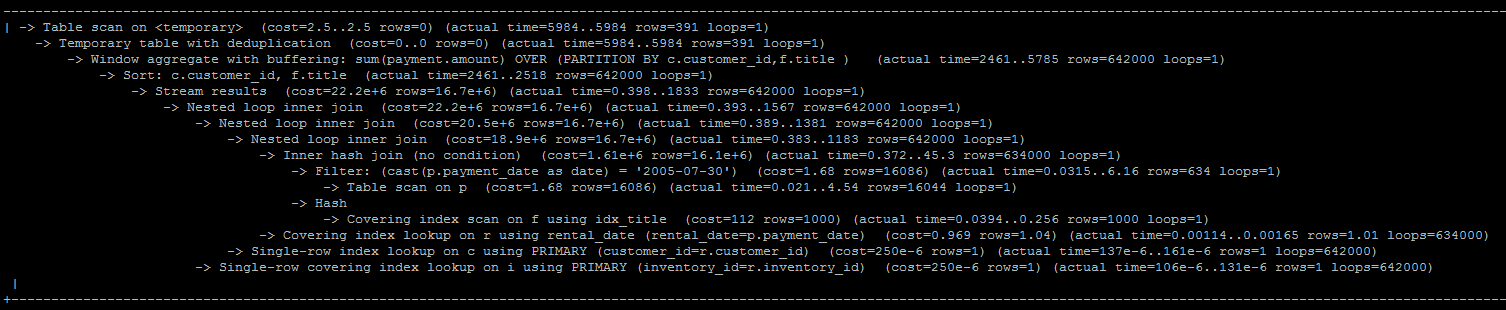 | -> Table scan on <temporary>  (cost=2.5..2.5 rows=0) (actual time=5984..5984 rows=391 loops=1)
    -> Temporary table with deduplication  (cost=0..0 rows=0) (actual time=5984..5984 rows=391 loops=1)
        -> Window aggregate with buffering: sum(payment.amount) OVER (PARTITION BY c.customer_id,f.title )   (actual time=2461..5785 rows=642000 loops=1)
            -> Sort: c.customer_id, f.title  (actual time=2461..2518 rows=642000 loops=1)
                -> Stream results  (cost=22.2e+6 rows=16.7e+6) (actual time=0.398..1833 rows=642000 loops=1)
                    -> Nested loop inner join  (cost=22.2e+6 rows=16.7e+6) (actual time=0.393..1567 rows=642000 loops=1)
                        -> Nested loop inner join  (cost=20.5e+6 rows=16.7e+6) (actual time=0.389..1381 rows=642000 loops=1)
                            -> Nested loop inner join  (cost=18.9e+6 rows=16.7e+6) (actual time=0.383..1183 rows=642000 loops=1)
                                -> Inner hash join (no condition)  (cost=1.61e+6 rows=16.1e+6) (actual time=0.372..45.3 rows=634000 loops=1)
                                    -> Filter: (cast(p.payment_date as date) = '2005-07-30')  (cost=1.68 rows=16086) (actual time=0.0315..6.16 rows=634 loops=1)
                                        -> Table scan on p  (cost=1.68 rows=16086) (actual time=0.021..4.54 rows=16044 loops=1)
                                    -> Hash
                                        -> Covering index scan on f using idx_title  (cost=112 rows=1000) (actual time=0.0394..0.256 rows=1000 loops=1)
                                -> Covering index lookup on r using rental_date (rental_date=p.payment_date)  (cost=0.969 rows=1.04) (actual time=0.00114..0.00165 rows=1.01 loops=634000)
                            -> Single-row index lookup on c using PRIMARY (customer_id=r.customer_id)  (cost=250e-6 rows=1) (actual time=137e-6..161e-6 rows=1 loops=642000)
                        -> Single-row covering index lookup on i using PRIMARY (inventory_id=r.inventory_id)  (cost=250e-6 rows=1) (actual time=106e-6..131e-6 rows=1 loops=642000)
 |